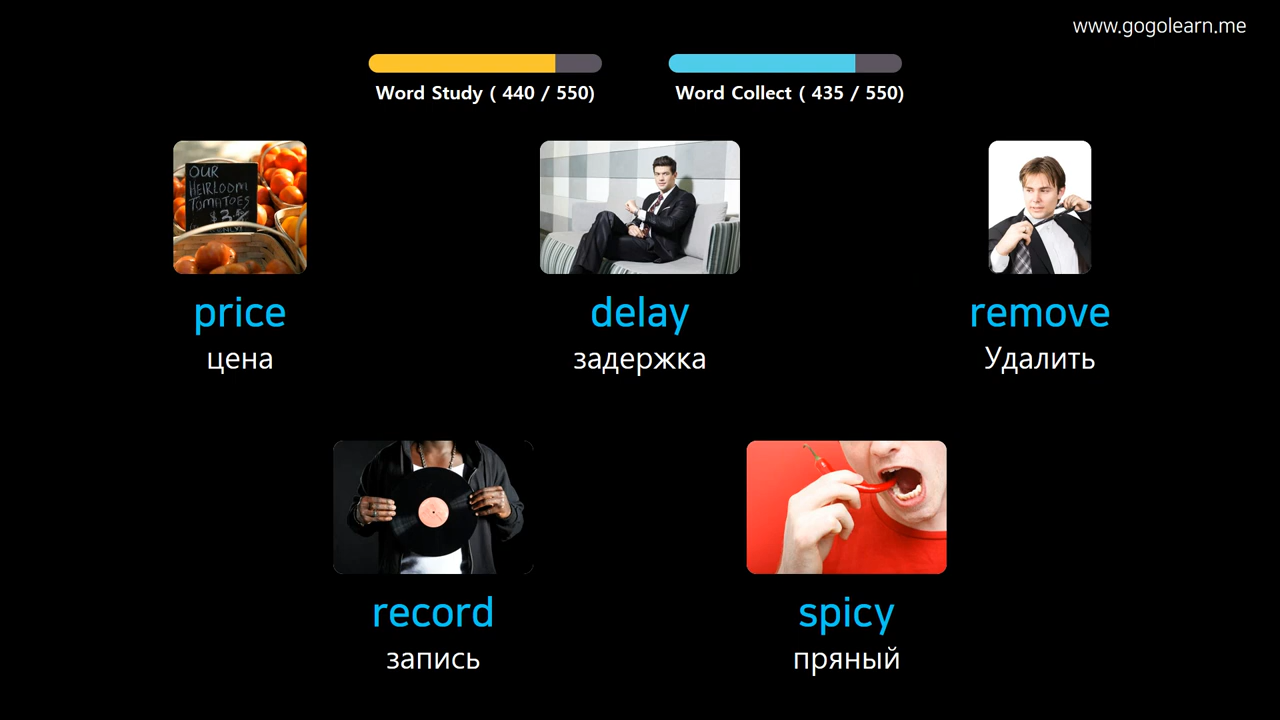 www.gogolearn.me
Word Study ( 440 / 550)
Word Collect ( 435 / 550)
OUR
HEIRLOOM
TOMATOES
price
цена
delay
задержка
remove
Удалить
record
запись
spicy
пряный